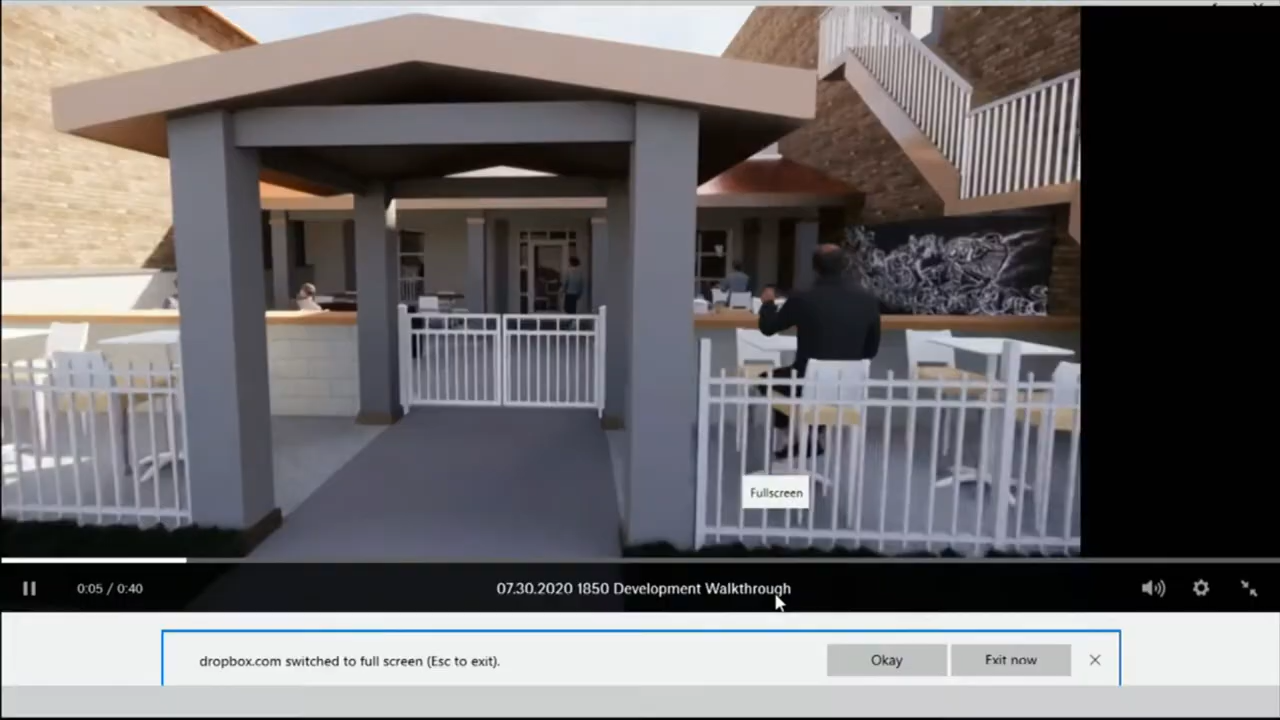 Fullscreen
0:05 / 0:40
07.30.2020 1850 Development Walkthrough
dropbox.com switched to full screen (Esc to exit).
Okay
Exit now